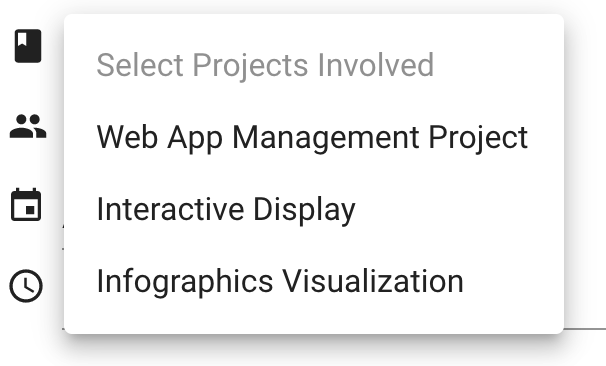 Select Projects Involved
Web App Management Project
Interactive Display
Infographics Visualization